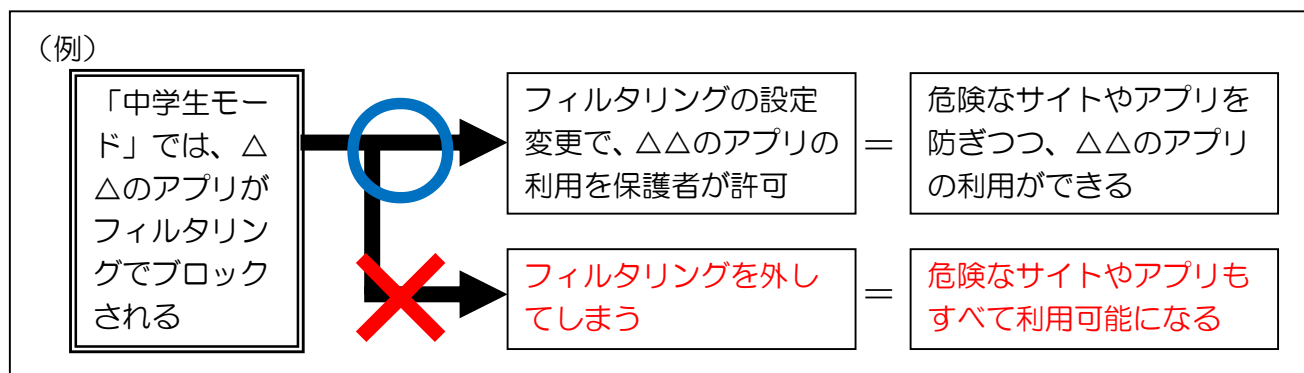 （例）
「中学生モー
ド」では、△
△のアプリが
フィルタリン
グでブロック
される
フィルタリングの設定
変更で、△△のアプリの
利用を保護者が許可
＝
危険なサイトやアプリを
防ぎつつ、△△のアプリ
の利用ができる
フィルタリングを外し
てしまう
＝
危険なサイトやアプリも
すべて利用可能になる